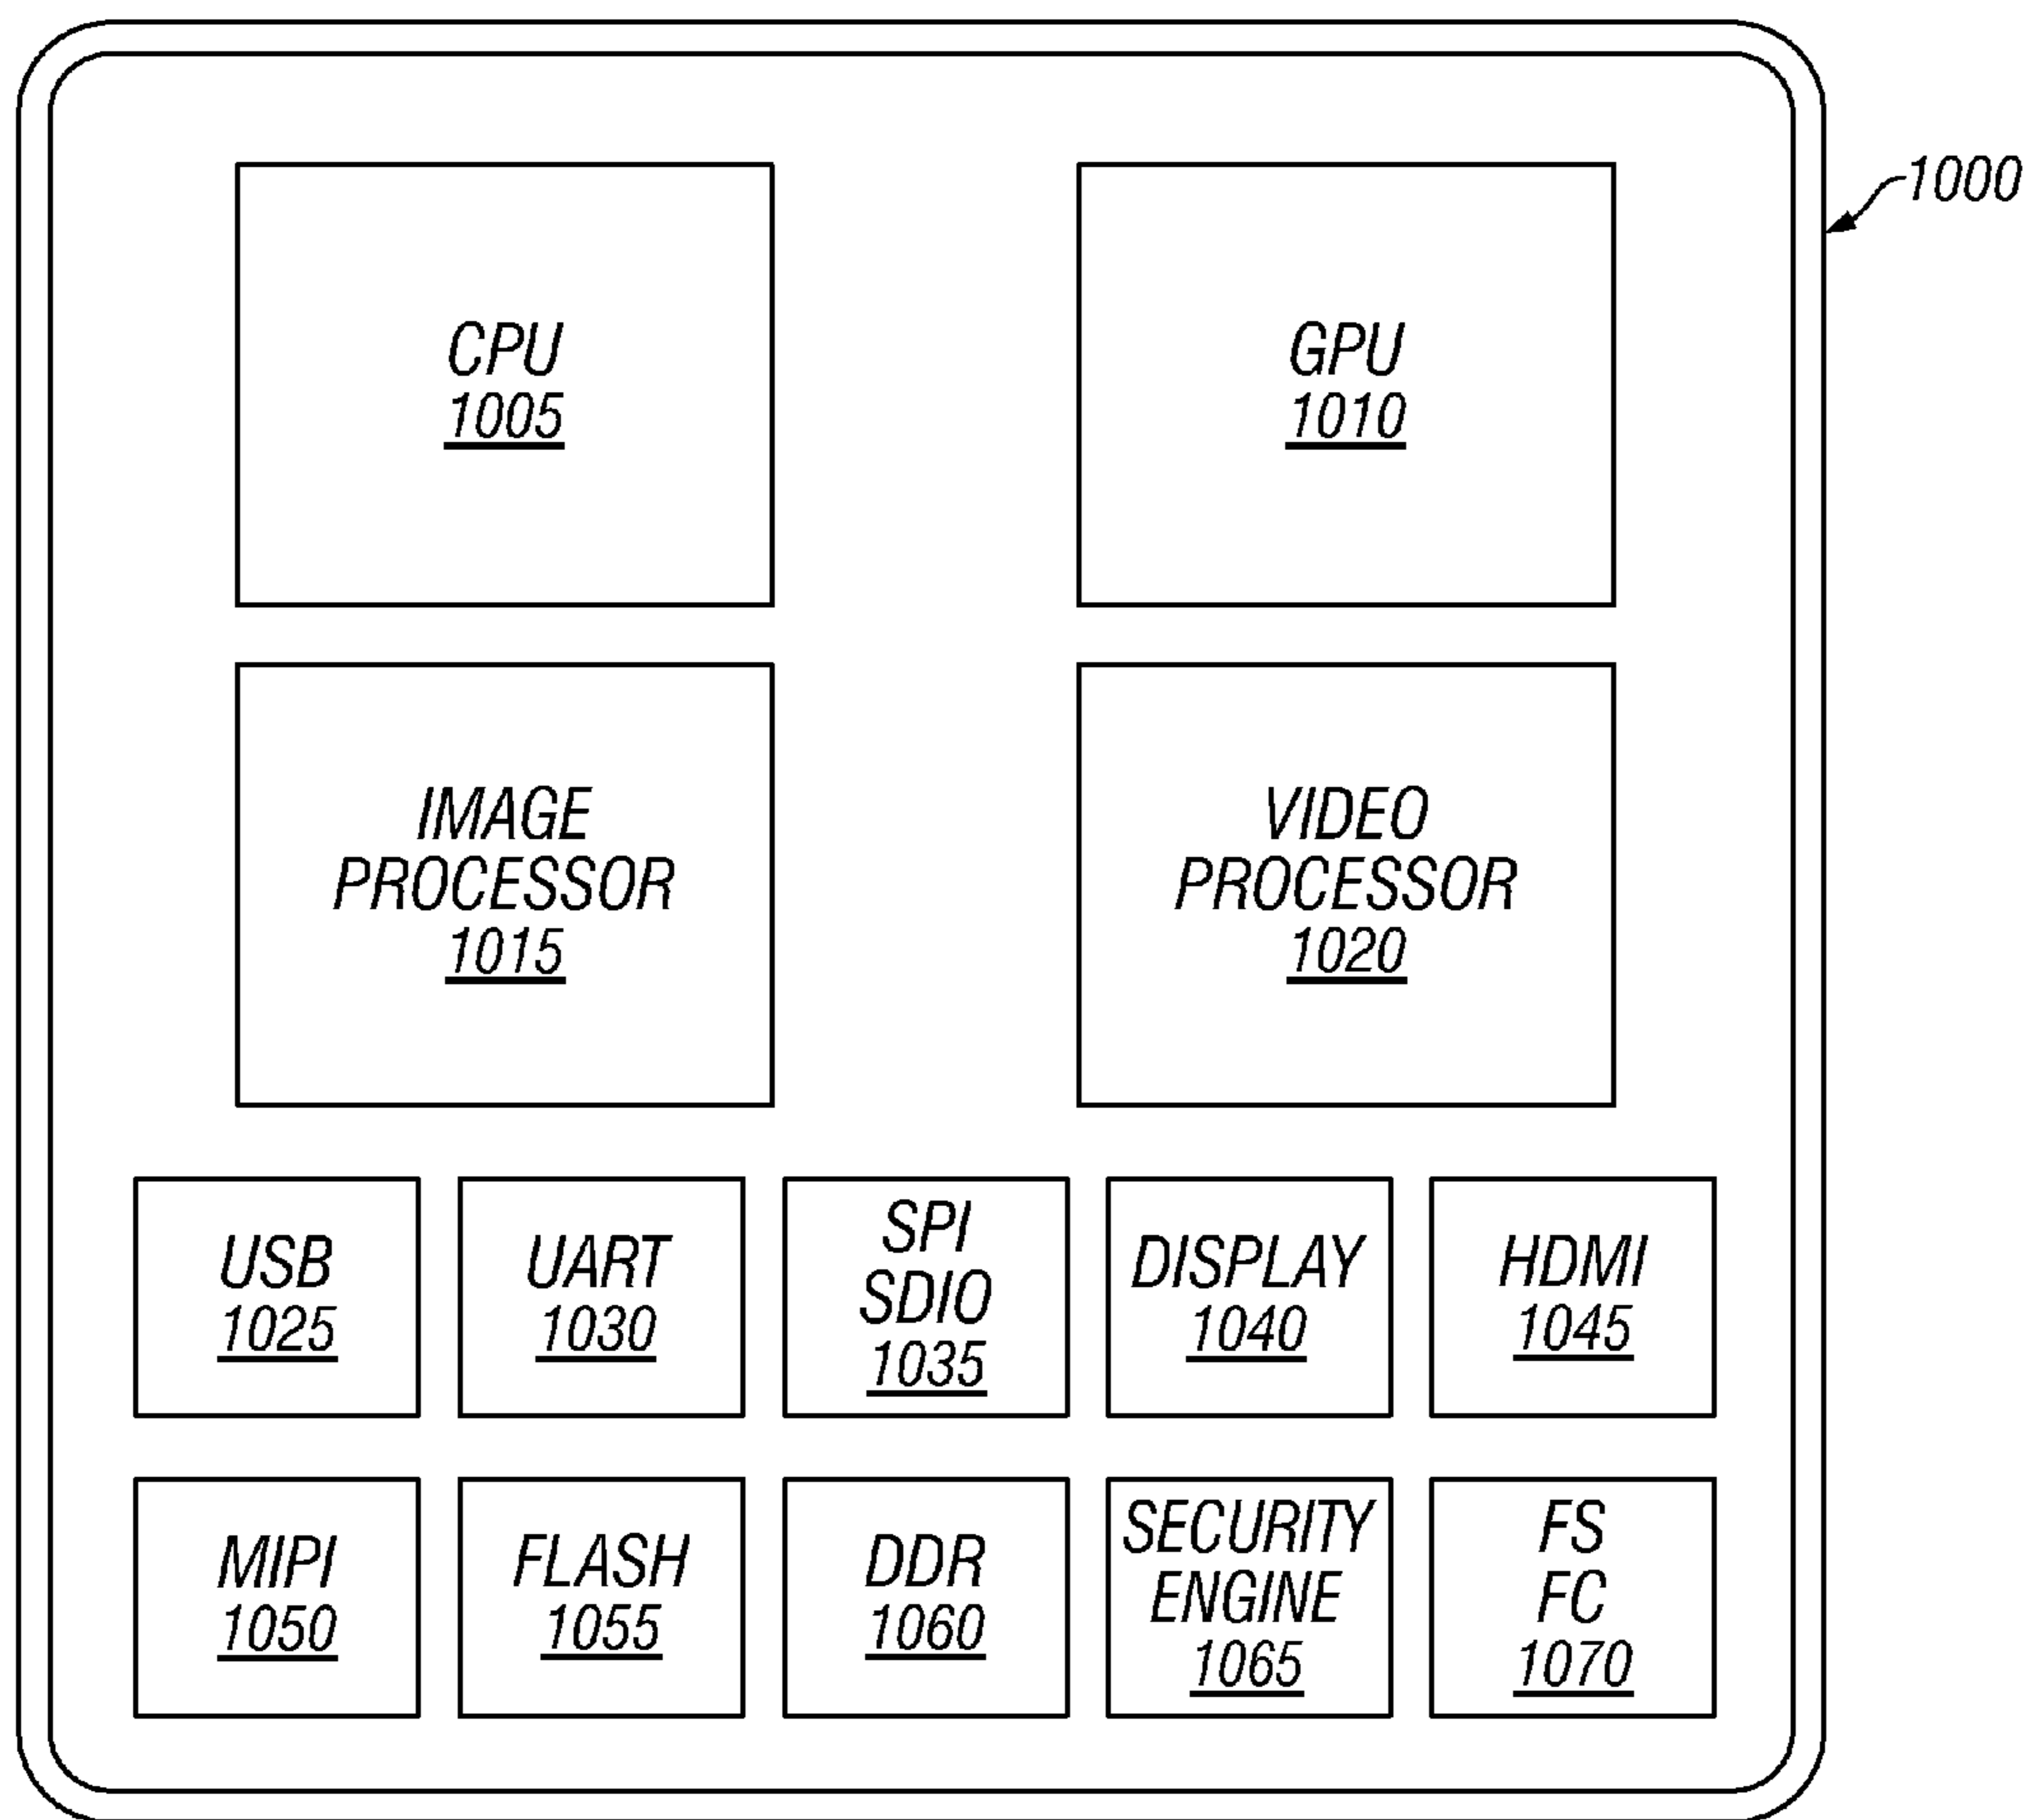 1000
CPU
1005
GPU
1010
IMAGE
PROCESSOR
1015
VIDEO
PROCESSOR
1020
USB
1025
UART
1030
SPI
SDIO
1035
DISPLAY
1040
HDMI
1045
MIPI
1050
FLASH
1055
DDR
1060
SECURITY
ENGINE
1065
FS
FC
1070